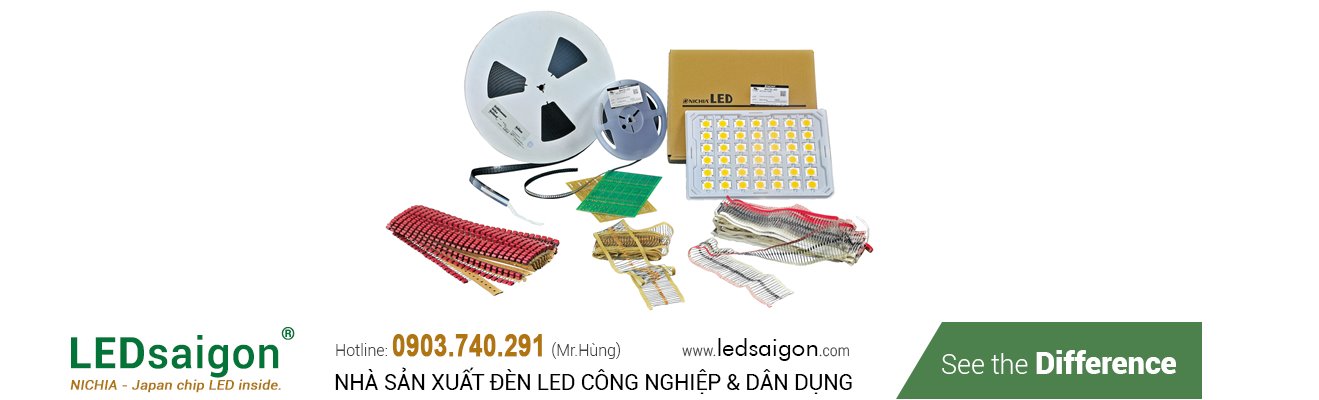 NICHIA LED
LEDsaigon®
NICHIA - Japan chip LED inside.
Hotline: 0903.740.291 (Mr.Hùng)
www.ledsaigon.com
NHÀ SẢN XUẤT ĐÈN LED CÔNG NGHIỆP & DÂN DỤNG
See the Difference